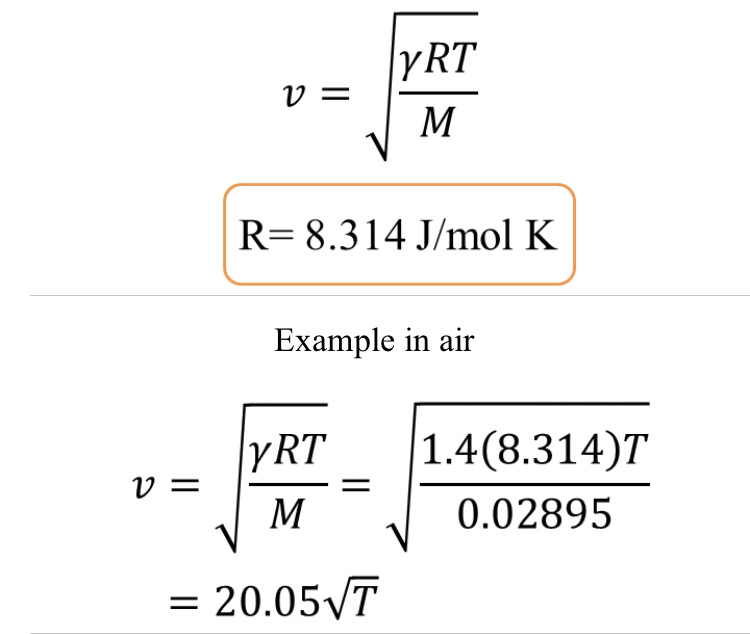 v = √(γRT/M)
R= 8.314 J/mol K
Example in air
v = √(γRT/M) = √(1.4(8.314)T/0.02895)
= 20.05√T